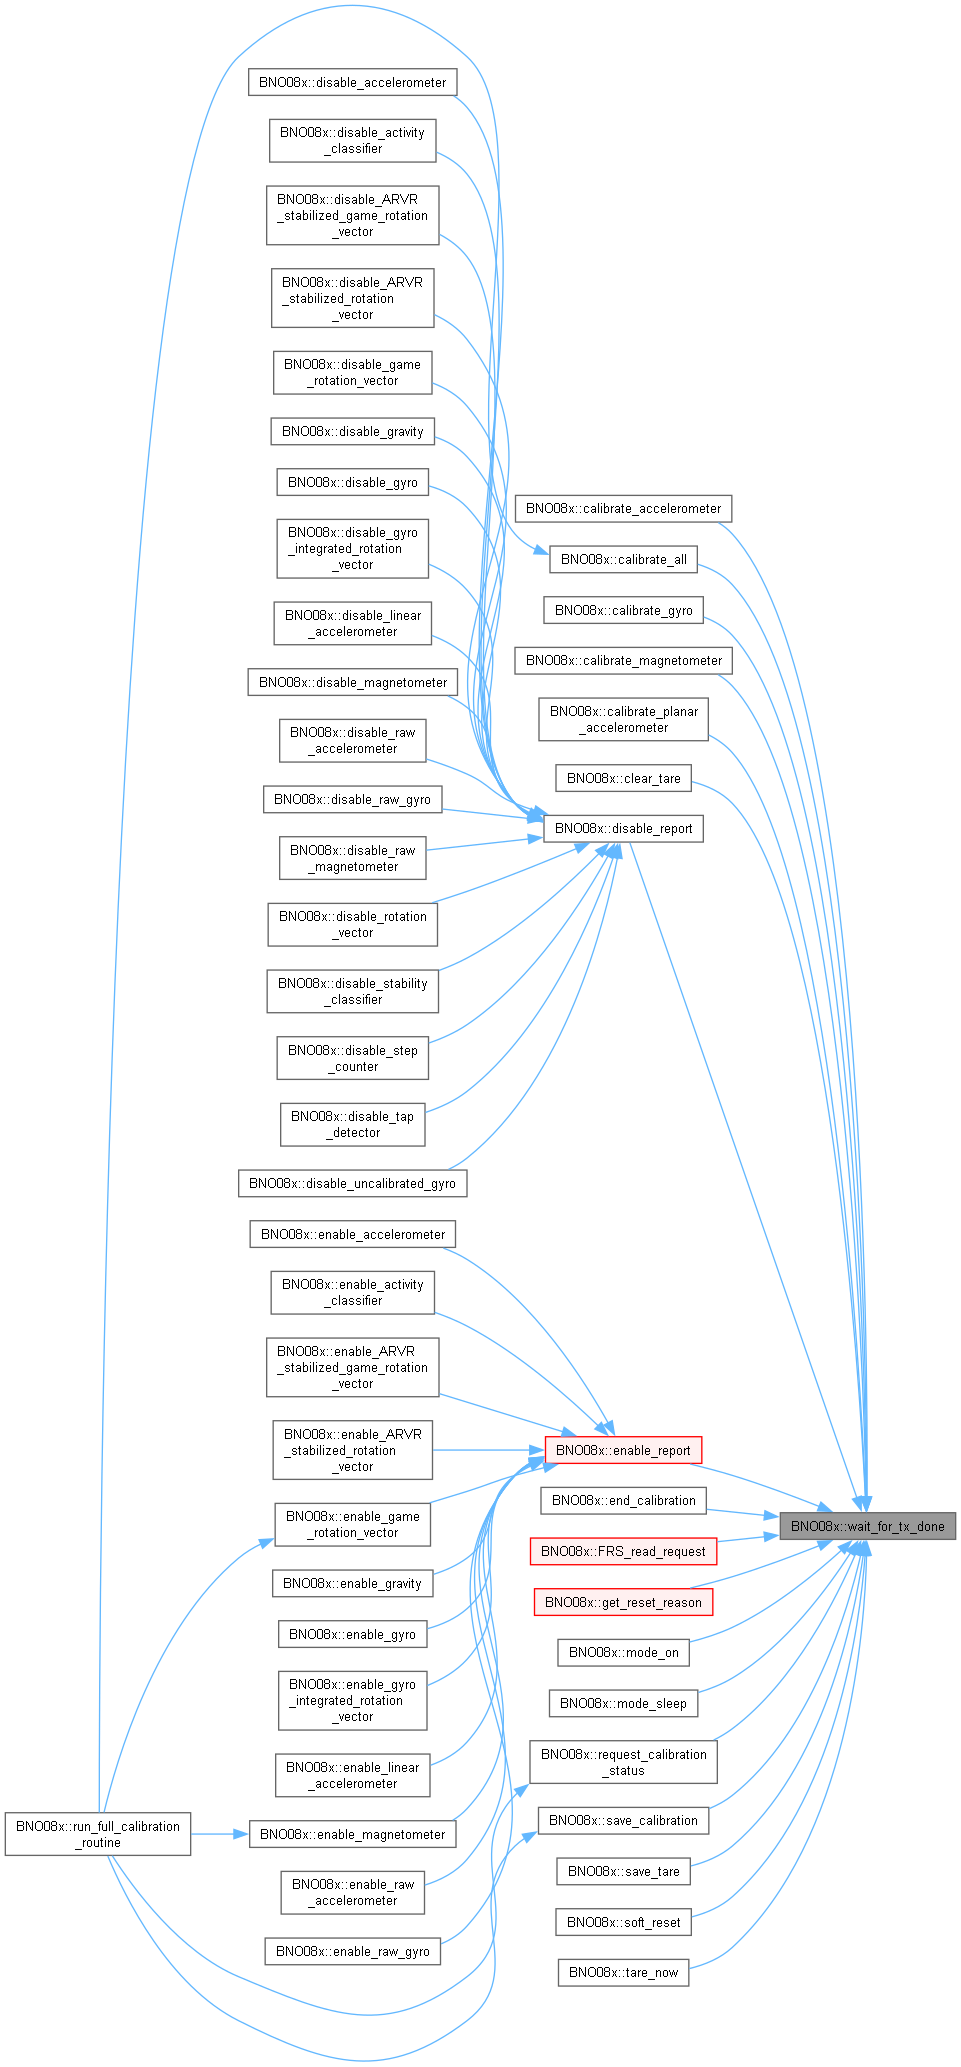 BNO08x::disable_accelerometer
BNO08x::disable_activity
_classifier
BNO08x::disable_ARVR
_stabilized_game_rotation
_vector
BNO08x::disable_ARVR
_stabilized_rotation
_vector
BNO08x::disable_game
_rotation_vector
BNO08x::disable_gravity
BNO08x::disable_gyro
BNO08x::disable_gyro
_integrated_rotation
_vector
BNO08x::disable_linear
_accelerometer
BNO08x::disable_magnetometer
BNO08x::disable_raw
_accelerometer
BNO08x::disable_raw_gyro
BNO08x::disable_raw
_magnetometer
BNO08x::disable_rotation
_vector
BNO08x::disable_stability
_classifier
BNO08x::disable_step
_counter
BNO08x::disable_tap
_detector
BNO08x::disable_uncalibrated_gyro
BNO08x::enable_accelerometer
BNO08x::enable_activity
_classifier
BNO08x::enable_ARVR
_stabilized_game_rotation
_vector
BNO08x::enable_ARVR
_stabilized_rotation
_vector
BNO08x::enable_game
_rotation_vector
BNO08x::enable_gravity
BNO08x::enable_gyro
BNO08x::enable_gyro
_integrated_rotation
_vector
BNO08x::enable_linear
_accelerometer
BNO08x::enable_magnetometer
BNO08x::enable_raw
_accelerometer
BNO08x::enable_raw_gyro
BNO08x::run_full_calibration
_routine
BNO08x::calibrate_accelerometer
BNO08x::calibrate_all
BNO08x::calibrate_gyro
BNO08x::calibrate_magnetometer
BNO08x::calibrate_planar
_accelerometer
BNO08x::clear_tare
BNO08x::disable_report
BNO08x::enable_report
BNO08x::end_calibration
BNO08x::FRS_read_request
BNO08x::get_reset_reason
BNO08x::mode_on
BNO08x::mode_sleep
BNO08x::request_calibration
_status
BNO08x::save_calibration
BNO08x::save_tare
BNO08x::soft_reset
BNO08x::tare_now
BNO08x::wait_for_tx_done